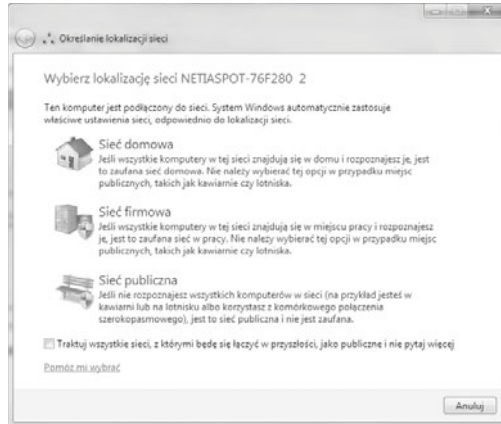 Określanie lokalizacji sieci
Wybierz lokalizację sieci NETIASPOT-76F280 2
Ten komputer jest podłączony do sieci. System Windows automatycznie zastosuje
właściwe ustawienia sieci, odpowiednio do lokalizacji sieci.
Sieć domowa
Jeśli wszystkie komputery w tej sieci znajdują się w domu i rozpoznajesz je, jest
to zaufana sieć domowa. Nie należy wybierać tej opcji w przypadku miejsc
publicznych, takich jak kawiarnie czy lotniska.
Sieć firmowa
Jeśli wszystkie komputery w tej sieci znajdują się w miejscu pracy i rozpoznajesz
je, jest to zaufana sieć w pracy. Nie należy wybierać tej opcji w przypadku miejsc
publicznych, takich jak kawiarnie czy lotniska.
Sieć publiczna
Jeśli nie rozpoznajesz wszystkich komputerów w sieci (na przykład jesteś w
kawiarni lub na lotnisku albo korzystasz z komórkowego połączenia
szerokopasmowego), jest to sieć publiczna i nie jest zaufana.
Traktuj wszystkie sieci, z którymi będę się łączyć w przyszłości, jako publiczne i nie pytaj więcej
Pomóż mi wybrać
Anuluj